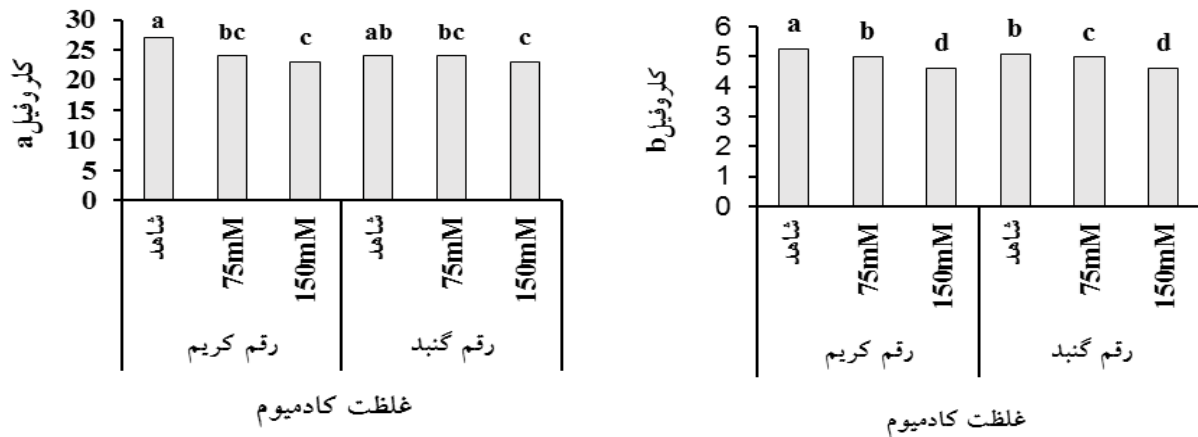 کلروفیل a
30
25
20
15
10
5
0
a bc c ab bc c
شاهد 75mM 150mM شاهد 75mM 150mM
رقم کریم رقم گنبد
غلظت کادمیوم
کلروفیل b
6
5
4
3
2
1
0
a b d b c d
شاهد 75mM 150mM شاهد 75mM 150mM
رقم کریم رقم گنبد
غلظت کادمیوم